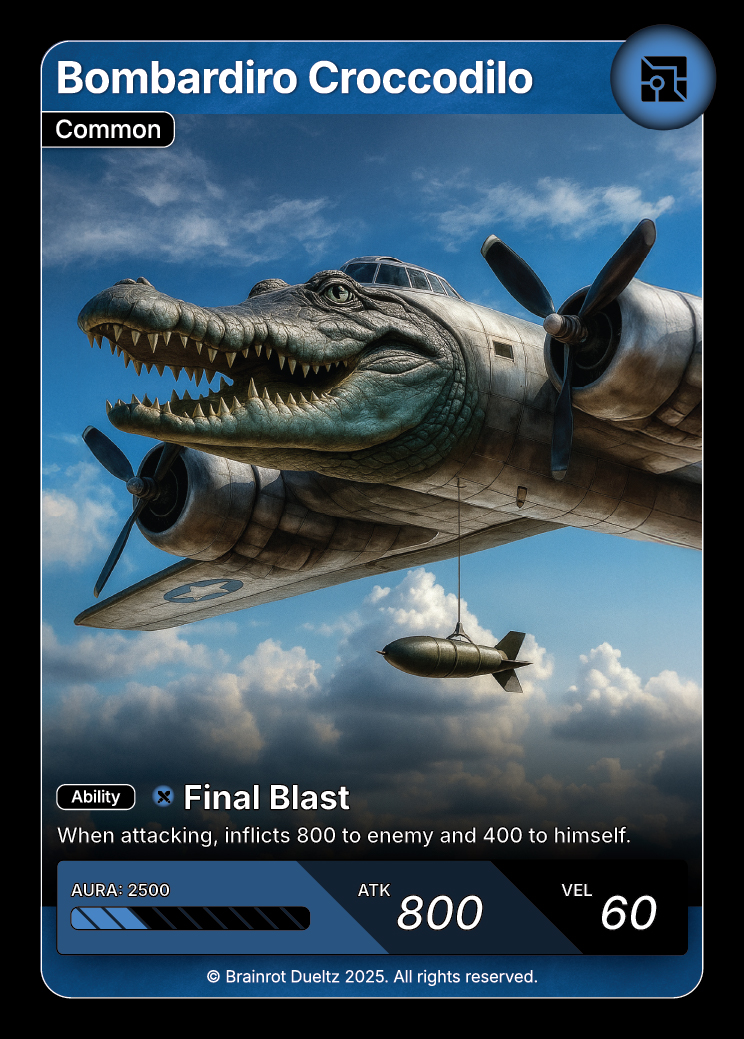 Bombardiro Croccodilo
Common
Ability Final Blast
When attacking, inflicts 800 to enemy and 400 to himself.
AURA: 2500 ATK 800 VEL 60
© Brainrot Dueltz 2025. All rights reserved.